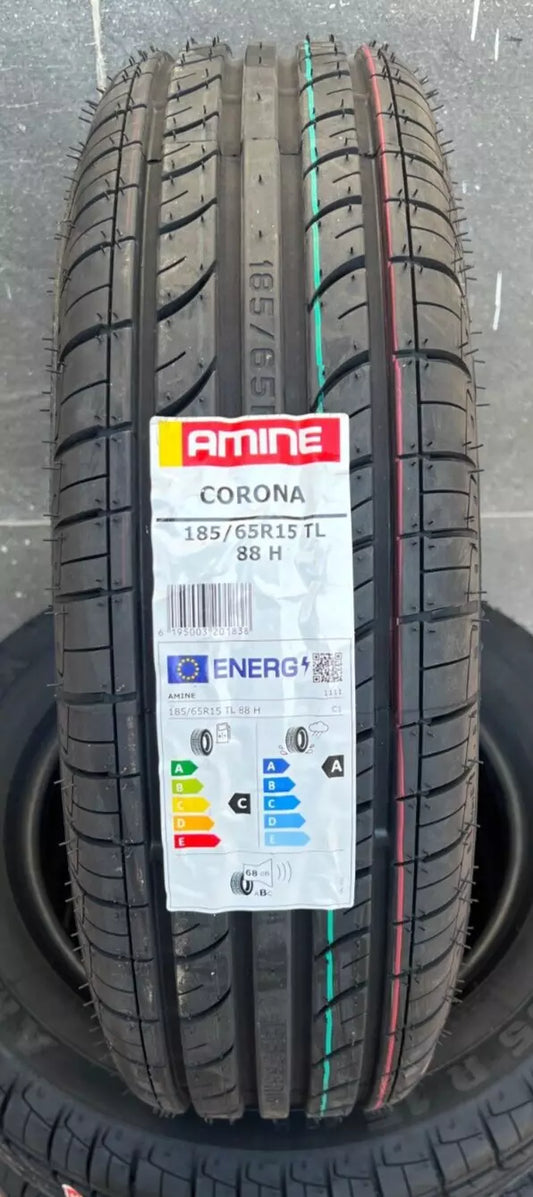 185/65
AMINE
CORONA
185/65R15 TL
88 H
6 195003 201838
ENERG
AMINE 1111
185/65R15 TL 88 H C1
A
B
C
D
E
C
A
B
C
D
E
A
68 dB
ABC